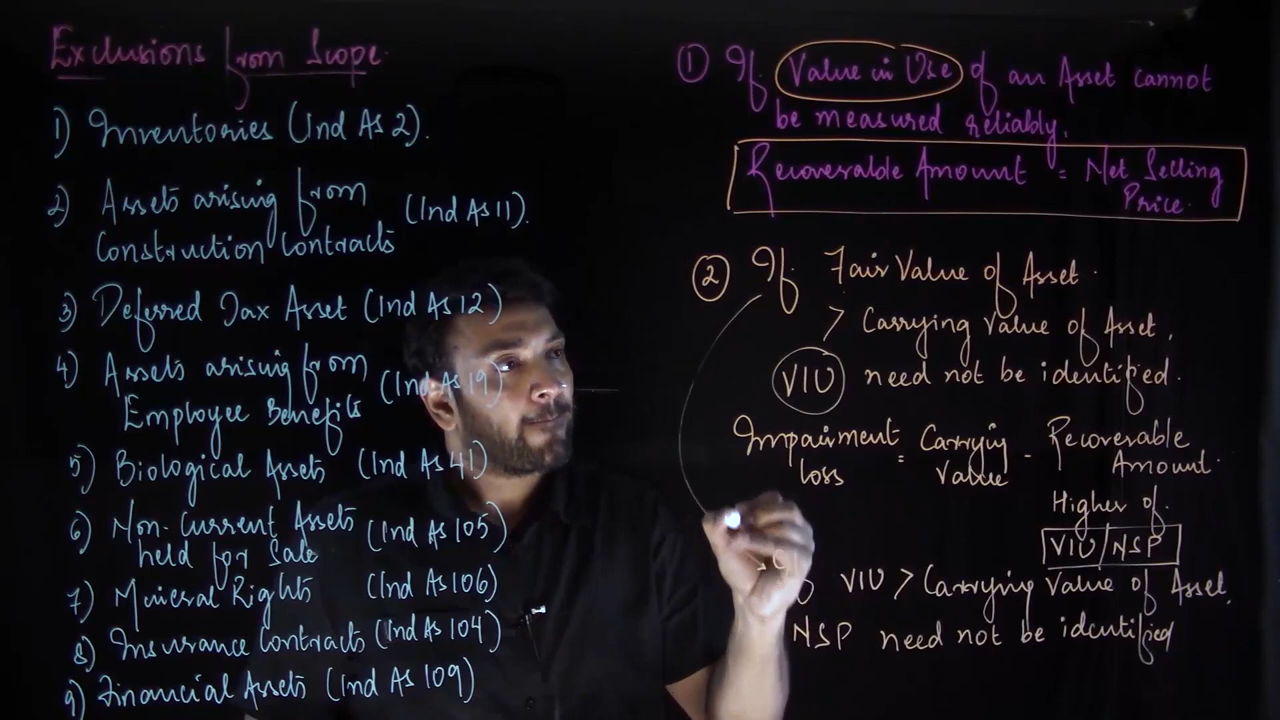 Exclusions from Scope.
1) Inventories (Ind As 2).
2) Assets arising from
Construction Contracts (Ind As 11).
3) Deferred Tax Asset (Ind As 12)
4) Assets arising from
Employee Benefits (Ind As 19)
5) Biological Assets (Ind As 41)
6) Non-Current Assets
held for Sale (Ind As 105)
7) Mineral Rights (Ind As 106)
8) Insurance Contracts (Ind As 104)
9) Financial Assets (Ind As 109)
① If Value in Use of an Asset cannot
be measured reliably,
Recoverable Amount = Net Selling
Price.
② If Fair Value of Asset.
> Carrying Value of Asset,
VIU need not be identified.
Impairment loss = Carrying Value - Recoverable Amount.
Higher of.
VIU/NSP
VIU > Carrying Value of Asset,
NSP need not be identified